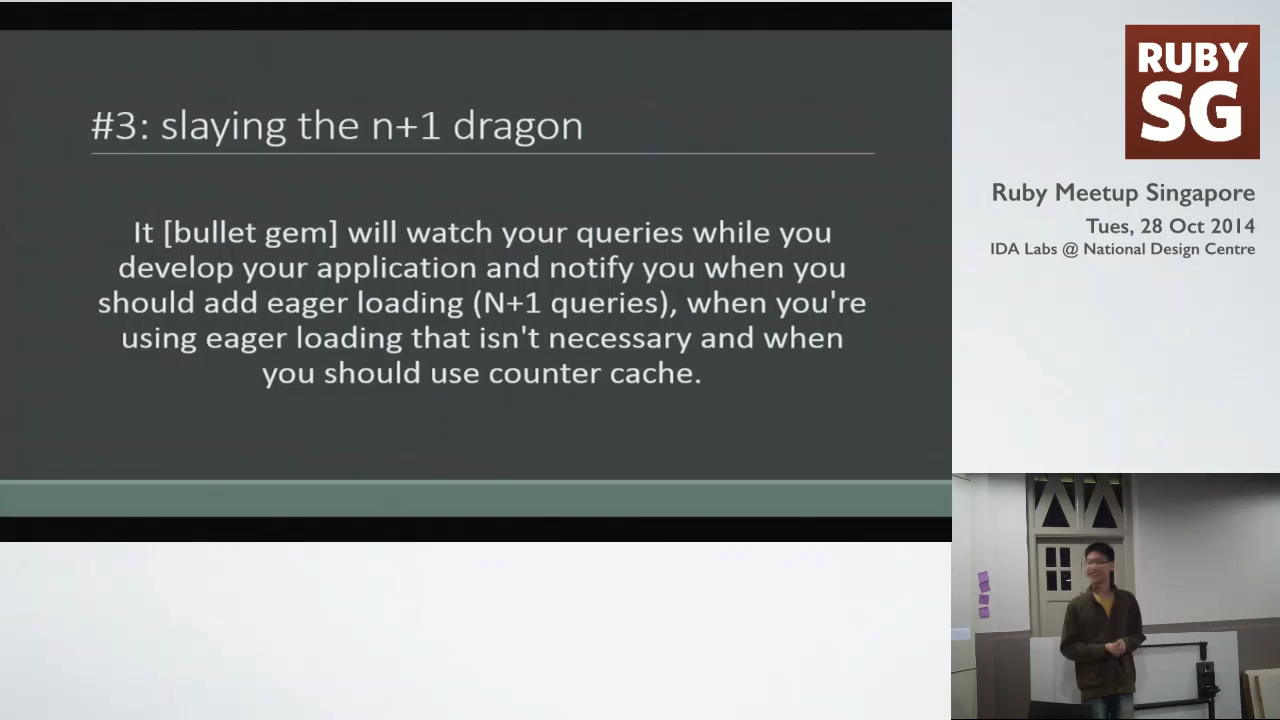 #3: slaying the n+1 dragon
It [bullet gem] will watch your queries while you
develop your application and notify you when you
should add eager loading (N+1 queries), when you're
using eager loading that isn't necessary and when
you should use counter cache.
RUBY
SG
Ruby Meetup Singapore
Tues, 28 Oct 2014
IDA Labs @ National Design Centre